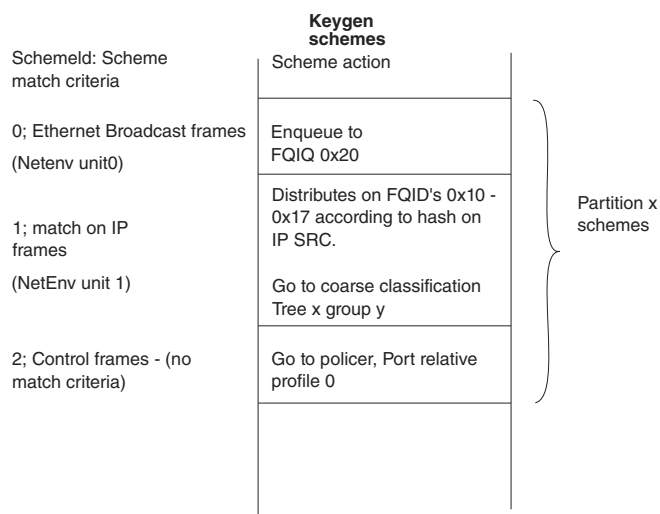 Keygen
schemes
SchemeId: Scheme
match criteria
Scheme action
0; Ethernet Broadcast frames
(Netenv unit0)
Enqueue to
FQIQ 0x20
1; match on IP
frames
(NetEnv unit 1)
Distributes on FQID's 0x10 -
0x17 according to hash on
IP SRC.
Go to coarse classification
Tree x group y
2; Control frames - (no
match criteria)
Go to policer, Port relative
profile 0
Partition x
schemes